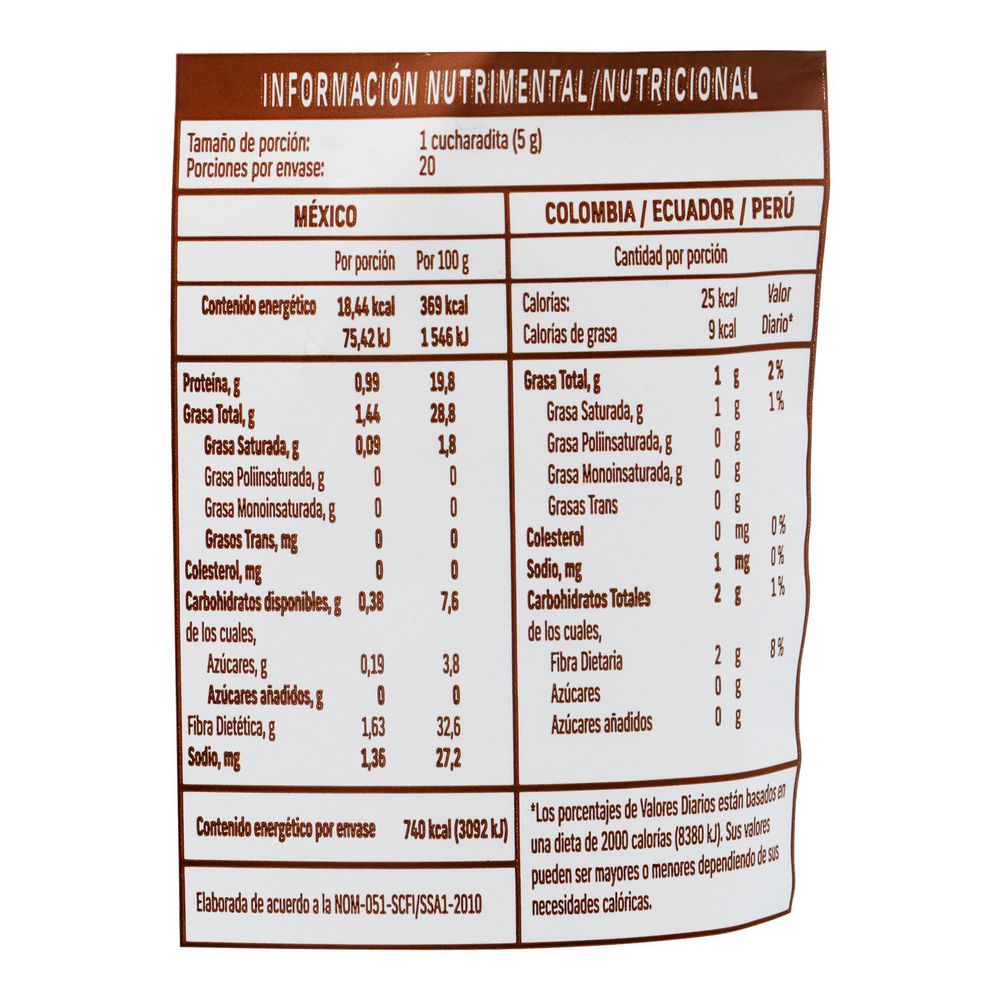 INFORMACIÓN NUTRIMENTAL/NUTRICIONAL
Tamaño de porción: 1 cucharadita (5 g)
Porciones por envase: 20
MÉXICO
Por porción Por 100 g
Contenido energético 18,44 kcal 369 kcal
75,42 kJ 1 546 kJ
Proteína, g 0,99 19,8
Grasa Total, g 1,44 28,8
Grasa Saturada, g 0,09 1,8
Grasa Poliinsaturada, g 0 0
Grasa Monoinsaturada, g 0 0
Grasos Trans, mg 0 0
Colesterol, mg 0 0
Carbohidratos disponibles, g 0,38 7,6
de los cuales,
Azúcares, g 0,19 3,8
Azúcares añadidos, g 0 0
Fibra Dietética, g 1,63 32,6
Sodio, mg 1,36 27,2
Contenido energético por envase 740 kcal (3092 kJ)
Elaborada de acuerdo a la NOM-051-SCFI/SSA1-2010
COLOMBIA / ECUADOR / PERÚ
Cantidad por porción
Calorías: 25 kcal Valor
Calorías de grasa 9 kcal Diario*
Grasa Total, g 1 g 2%
Grasa Saturada, g 1 g 1%
Grasa Poliinsaturada, g 0 g
Grasa Monoinsaturada, g 0 g
Grasas Trans 0 g
Colesterol 0 mg 0%
Sodio, mg 1 mg 0%
Carbohidratos Totales 2 g 1%
de los cuales,
Fibra Dietaria 2 g 8%
Azúcares 0 g
Azúcares añadidos 0 g
*Los porcentajes de Valores Diarios están basados en
una dieta de 2000 calorías (8380 kJ). Sus valores
pueden ser mayores o menores dependiendo de sus
necesidades calóricas.